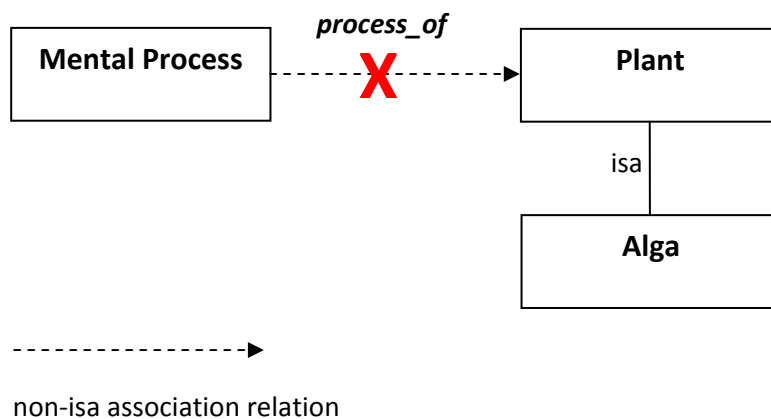 process_of
Mental Process
Plant
isa
Alga
non-isa association relation